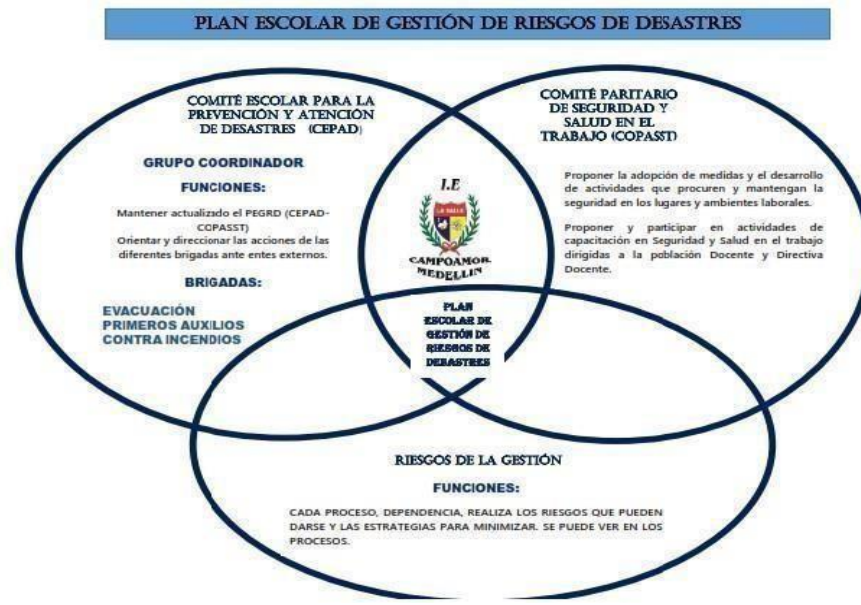 PLAN ESCOLAR DE GESTIÓN DE RIESGOS DE DESASTRES
COMITÉ ESCOLAR PARA LA
PREVENCIÓN Y ATENCIÓN
DE DESASTRES (CEPAD)
GRUPO COORDINADOR
FUNCIONES:
Mantener actualizado el PEGRD (CEPAD-
COPASST)
Orientar y direccionar las acciones de las
diferentes brigadas ante entes externos.
BRIGADAS:
EVACUACIÓN
PRIMEROS AUXILIOS
CONTRA INCENDIOS
I.E
LA SALLE
CAMPOAMOR
MEDELLIN
PLAN
ESCOLAR DE
GESTIÓN DE
RIESGOS DE
DESASTRES
COMITÉ PARITARIO
DE SEGURIDAD Y
SALUD EN EL
TRABAJO (COPASST)
Proponer la adopción de medidas y el desarrollo
de actividades que procuren y mantengan la
seguridad en los lugares y ambientes laborales.
Proponer y participar en actividades de
capacitación en Seguridad y Salud en el trabajo
dirigidas a la población Docente y Directiva
Docente.
RIESGOS DE LA GESTIÓN
FUNCIONES:
CADA PROCESO, DEPENDENCIA, REALIZA LOS RIESGOS QUE PUEDEN
DARSE Y LAS ESTRATEGIAS PARA MINIMIZAR. SE PUEDE VER EN LOS
PROCESOS.